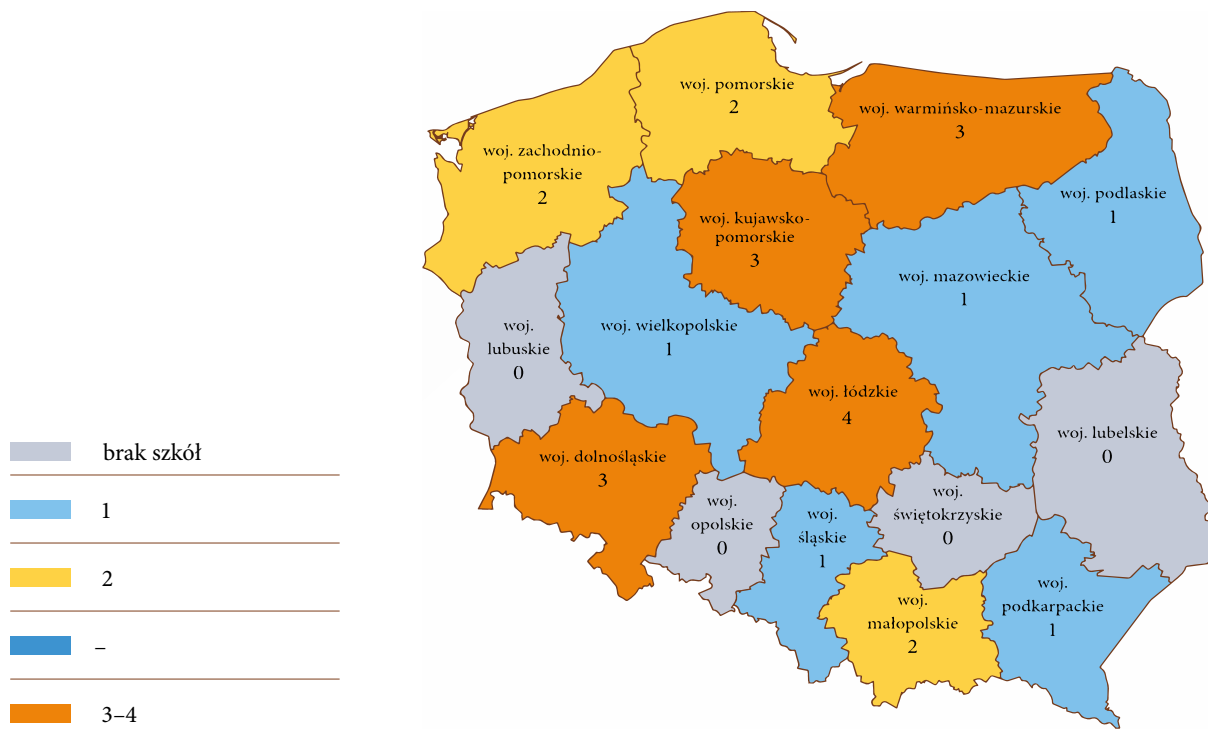 woj. pomorskie
2
woj. warmińsko-mazurskie
3
woj. zachodnio-
pomorskie
2
woj. podlaskie
1
woj. kujawsko-
pomorskie
3
woj. mazowieckie
1
woj.
lubuskie
0
woj. wielkopolskie
1
woj. łódzkie
4
woj. lubelskie
0
woj. dolnośląskie
3
woj.
opolskie
0
woj.
śląskie
1
woj.
świętokrzyskie
0
woj.
małopolskie
2
woj.
podkarpackie
1
brak szkół
1
2
–
3–4